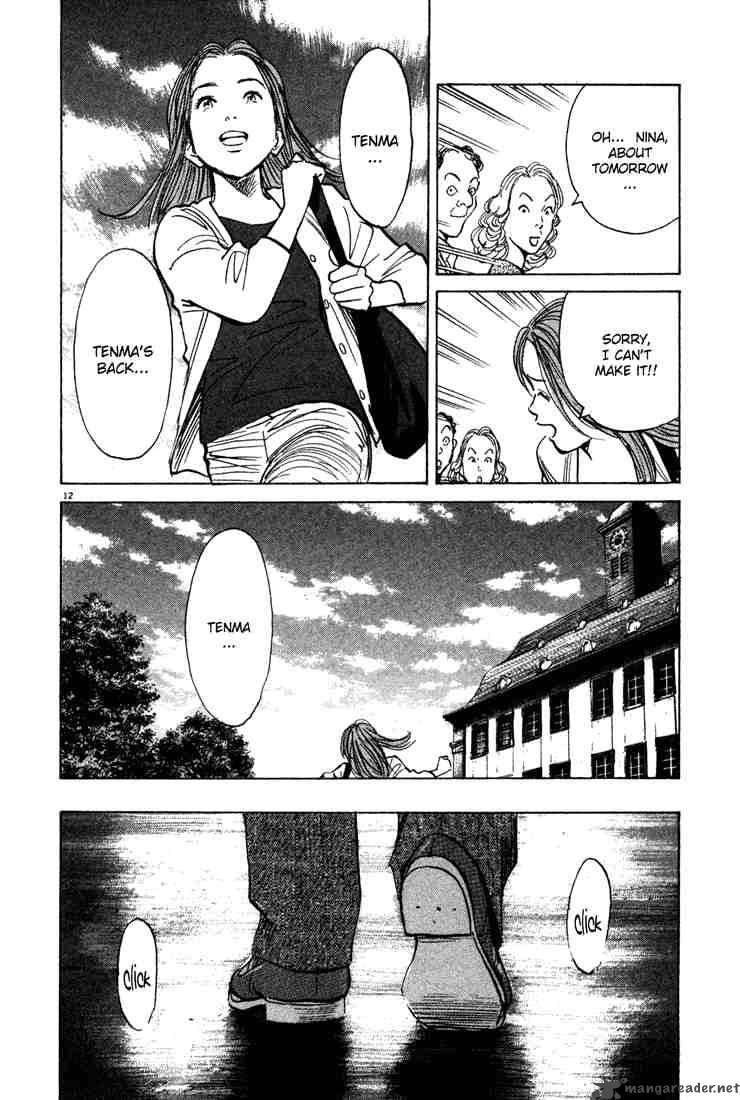 OH... NINA,
ABOUT
TOMORROW
...
SORRY,
I CAN'T
MAKE IT!!
TENMA
...
TENMA'S
BACK...
12
TENMA
...
Click
Click
mangareader.net